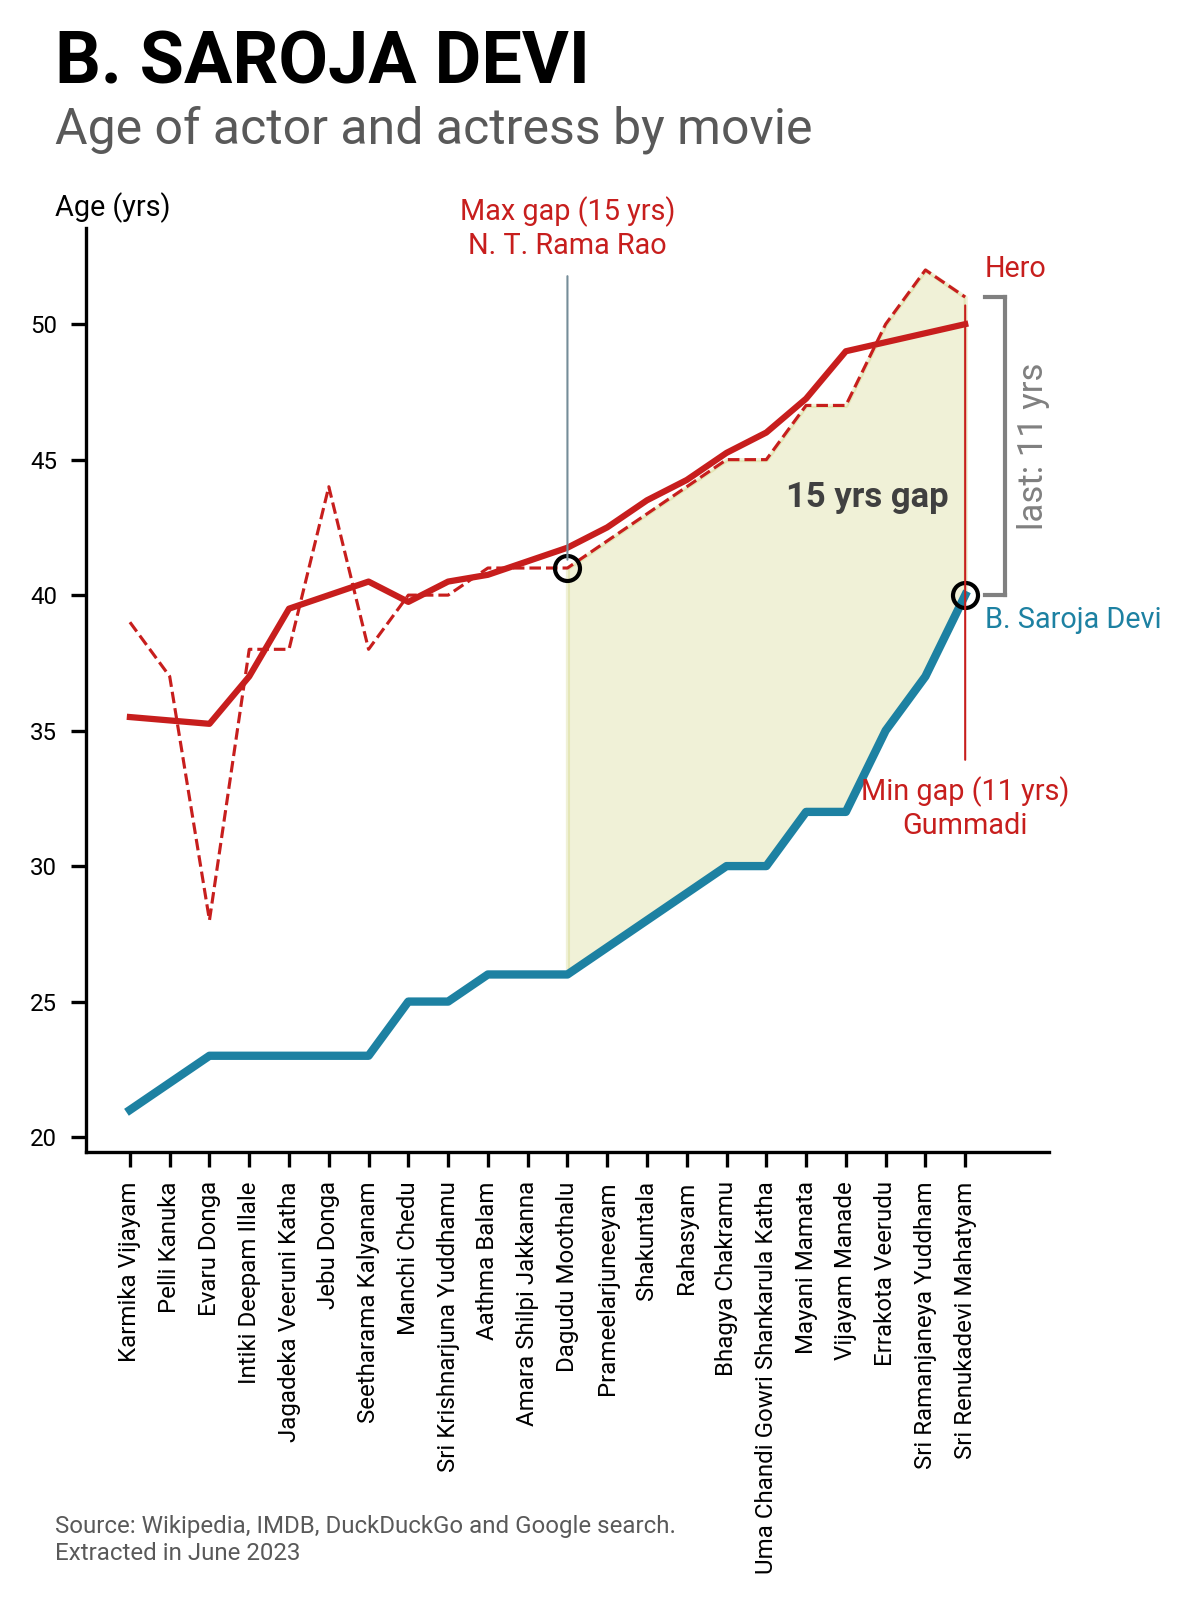 B. SAROJA DEVI
Age of actor and actress by movie
Age (yrs)
Max gap (15 yrs)
N. T. Rama Rao
Hero
50
45
40
35
30
25
20
last: 11 yrs
15 yrs gap
B. Saroja Devi
Min gap (11 yrs)
Gummadi
Karmika Vijayam
Pelli Kanuka
Evaru Donga
Intiki Deepam Illale
Jagadeka Veeruni Katha
Jebu Donga
Seetharama Kalyanam
Manchi Chedu
Sri Krishnarjuna Yuddhamu
Aathma Balam
Amara Shilpi Jakkanna
Dagudu Moothalu
Prameelarjuneeyam
Shakuntala
Rahasyam
Bhagya Chakramu
Uma Chandi Gowri Shankarula Katha
Mayani Mamata
Vijayam Manade
Errakota Veerudu
Sri Ramanjaneya Yuddham
Sri Renukadevi Mahatyam
Source: Wikipedia, IMDB, DuckDuckGo and Google search.
Extracted in June 2023